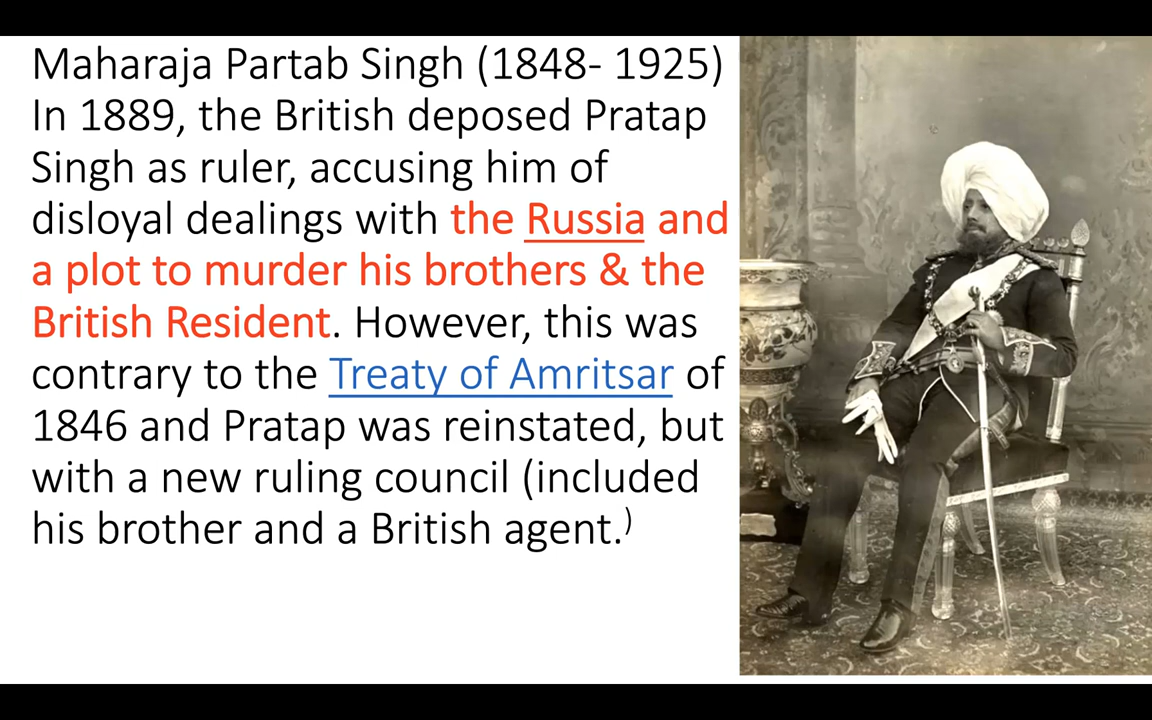 Maharaja Partab Singh (1848- 1925)
In 1889, the British deposed Pratap
Singh as ruler, accusing him of
disloyal dealings with the Russia and
a plot to murder his brothers & the
British Resident. However, this was
contrary to the Treaty of Amritsar of
1846 and Pratap was reinstated, but
with a new ruling council (included
his brother and a British agent.)